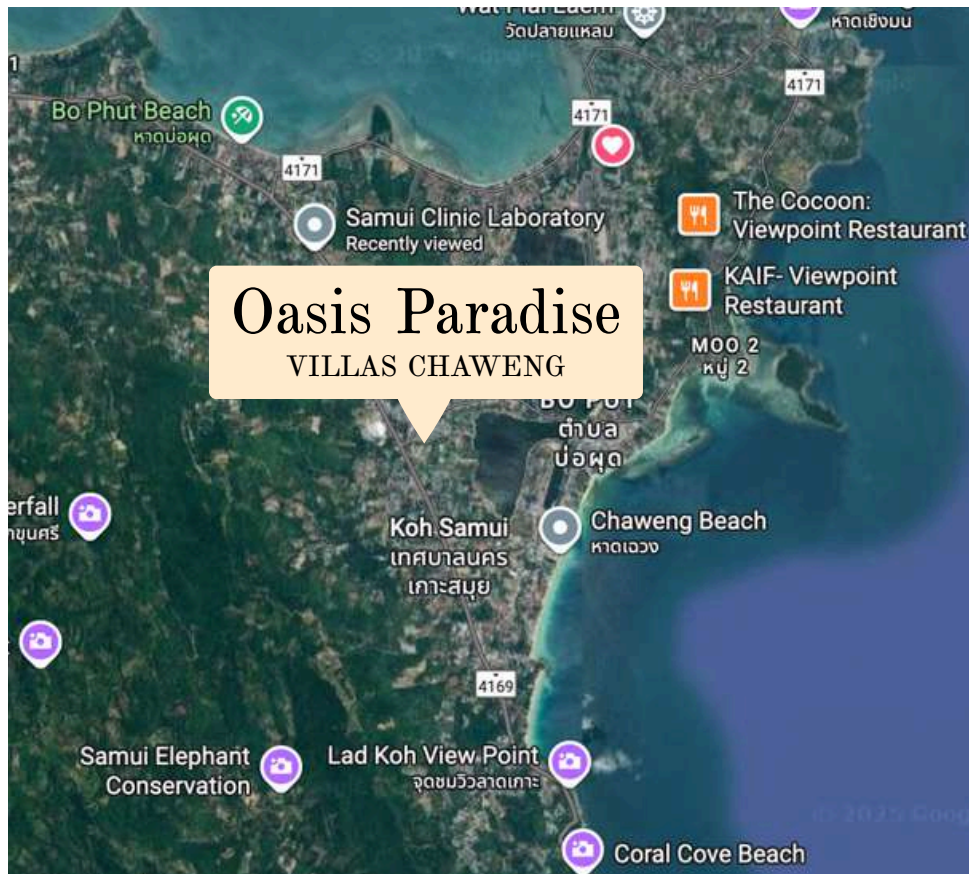 วัดปลายแหลม
หาดเชิงมน
4171
Bo Phut Beach
หาดบ่อผุด
4171
4171
Samui Clinic Laboratory
Recently viewed
The Cocoon:
Viewpoint Restaurant
KAIF- Viewpoint
Restaurant
Oasis Paradise
VILLAS CHAWENG
MOO 2
หมู่ 2
ตำบล
บ่อผุด
erfall
Koh Samui
เทศบาลนคร
เกาะสมุย
Chaweng Beach
หาดเฉวง
4169
Samui Elephant
Conservation
Lad Koh View Point
จุดชมวิวลาดเกาะ
Coral Cove Beach